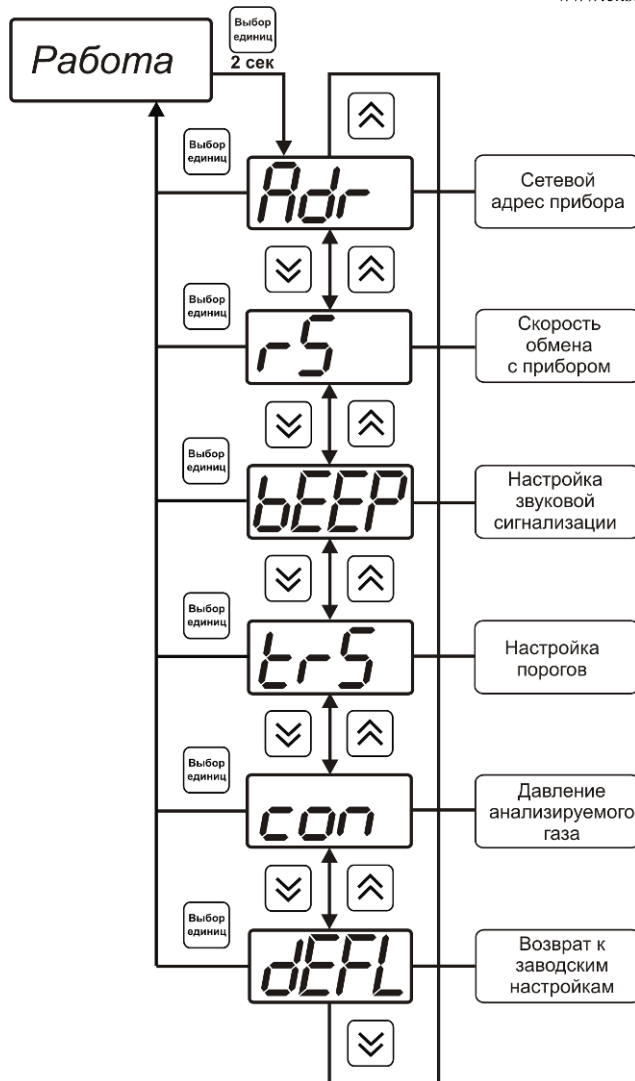 Выбор
единиц
2 сек
Работа
Выбор
единиц
Adr
Сетевой
адрес прибора
Выбор
единиц
rS
Скорость
обмена
с прибором
Выбор
единиц
bEEP
Настройка
звуковой
сигнализации
Выбор
единиц
trS
Настройка
порогов
Выбор
единиц
con
Давление
анализируемого
газа
Выбор
единиц
dEFL
Возврат к
заводским
настройкам